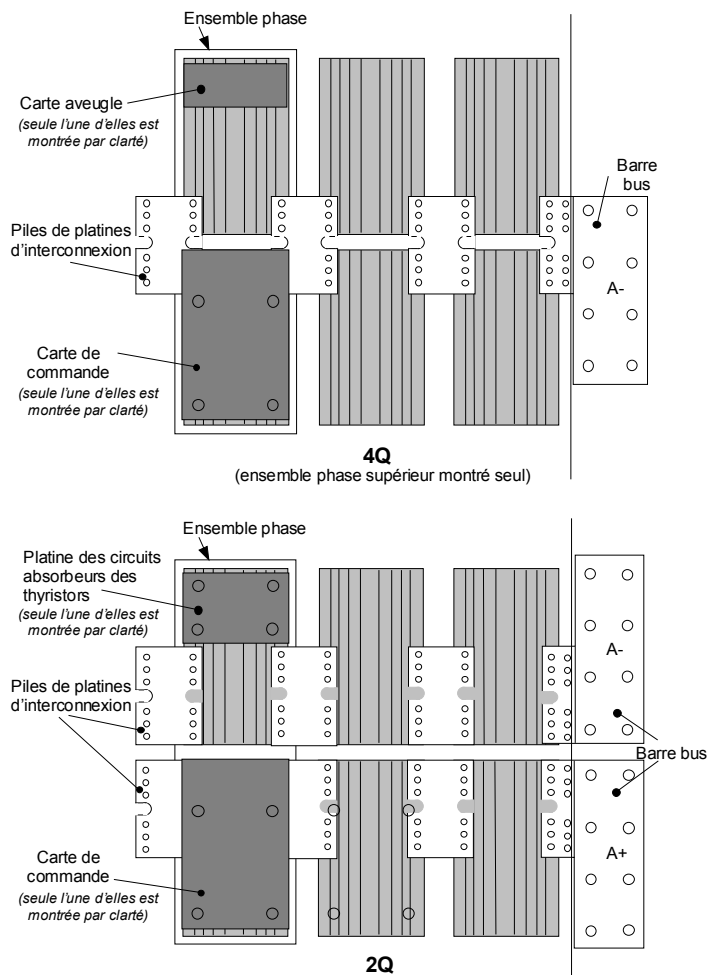 Ensemble phase
Carte aveugle
(seule l'une d'elles est
montrée par clarté)
Barre
bus
Piles de platines
d'interconnexion
A-
Carte de
commande
(seule l'une d'elles est
montrée par clarté)
4Q
(ensemble phase supérieur montré seul)
Ensemble phase
Platine des circuits
absorbeurs des
thyristors
(seule l'une d'elles est
montrée par clarté)
A-
Piles de platines
d'interconnexion
Barre bus
A+
Carte de
commande
(seule l'une d'elles est
montrée par clarté)
2Q